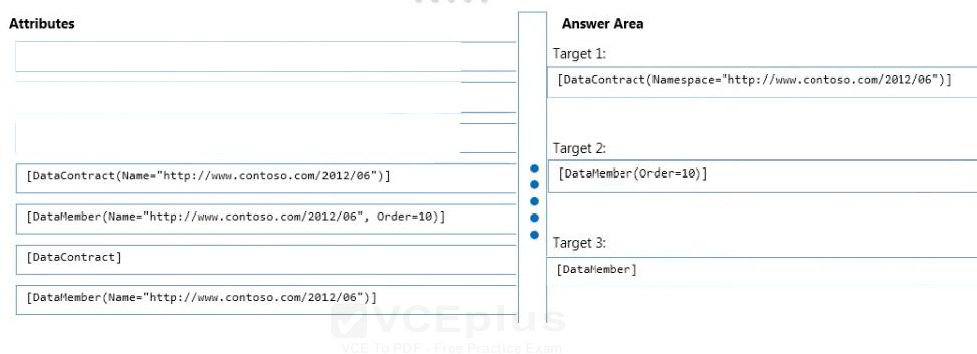 Attributes
Answer Area
Target 1:
[DataContract(Namespace="http://www.contoso.com/2012/06")]
Target 2:
[DataMember(Order=10)]
Target 3:
[DataMember]
[DataContract(Name="http://www.contoso.com/2012/06")]
[DataMember(Name="http://www.contoso.com/2012/06", Order=10)]
[DataContract]
[DataMember(Name="http://www.contoso.com/2012/06")]
VCEplus
VCE To PDF - Free Practice Exam